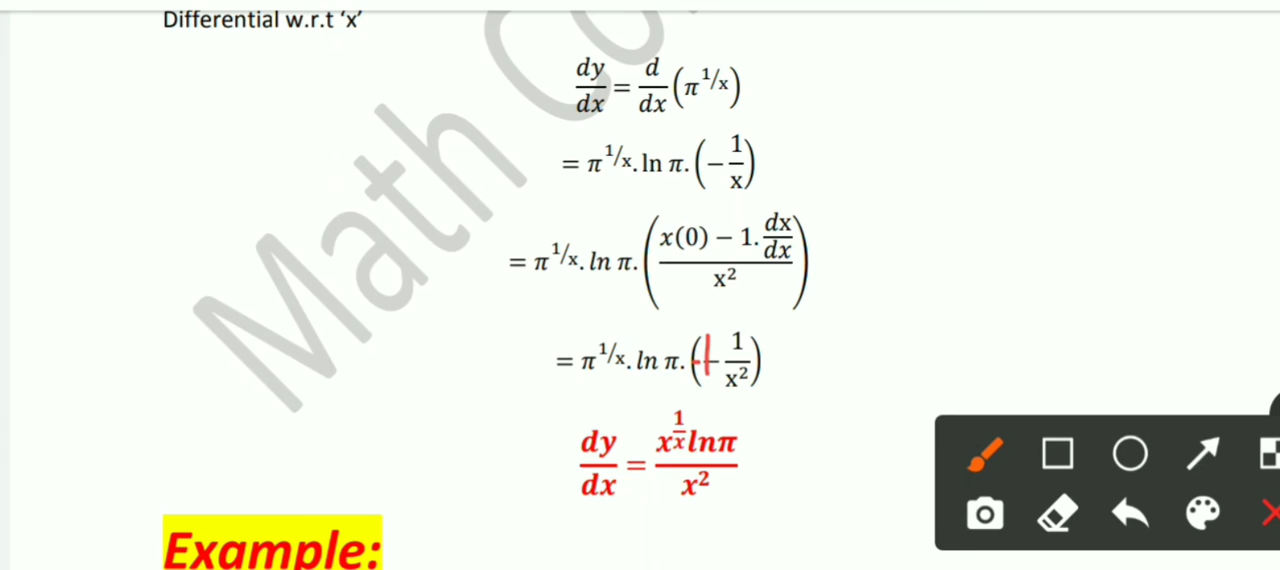 Differential w.r.t ‘x’
dy/dx = d/dx (π^1/x)
= π^1/x. ln π. (−1/x)
= π^1/x. ln π. ((x(0) − 1. dx/dx)/x²)
= π^1/x. ln π. (− 1/x²)
dy/dx = x^(1/x) lnπ / x²
Example:
Math Co